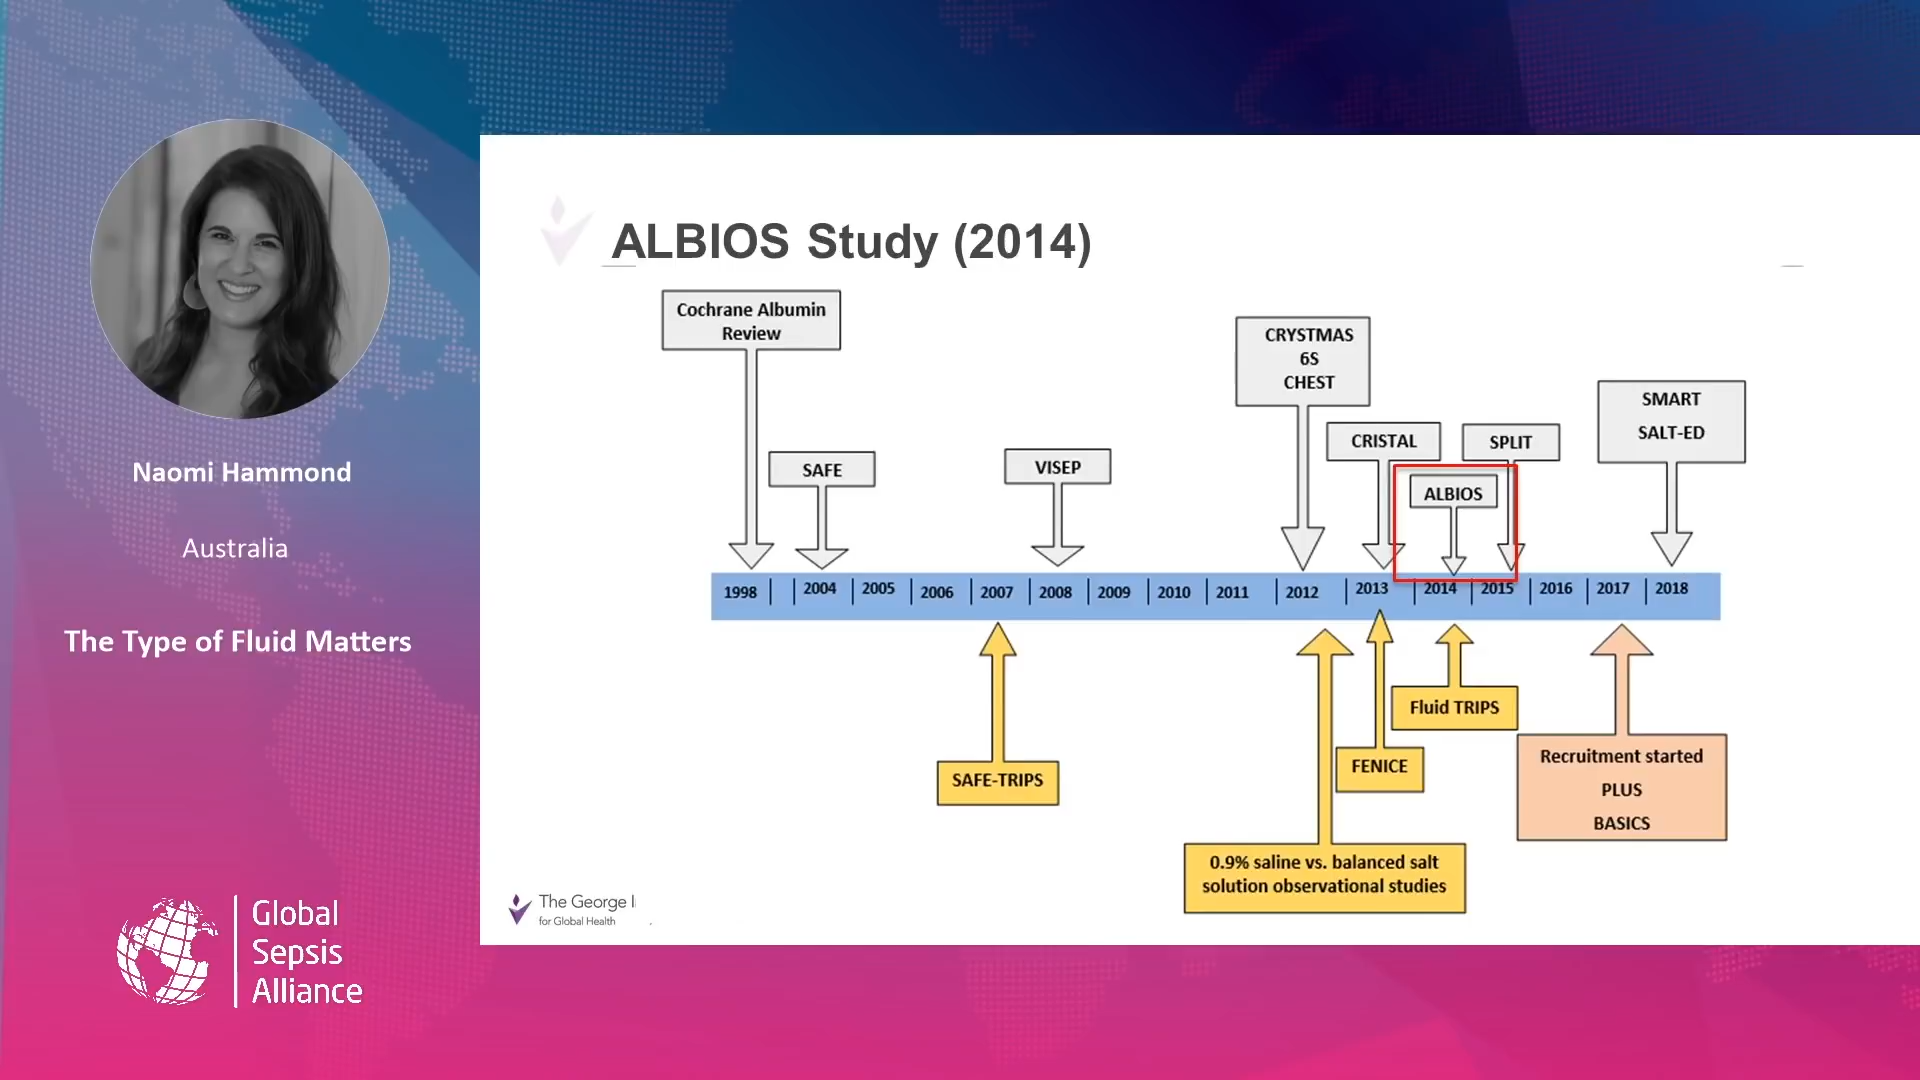 Naomi Hammond
Australia
The Type of Fluid Matters
Global
Sepsis
Alliance
ALBIOS Study (2014)
Cochrane Albumin
Review
SAFE
VISEP
CRYSTMAS
6S
CHEST
CRISTAL
SPLIT
ALBIOS
SMART
SALT-ED
1998
2004
2005
2006
2007
2008
2009
2010
2011
2012
2013
2014
2015
2016
2017
2018
SAFE-TRIPS
Fluid TRIPS
FENICE
0.9% saline vs. balanced salt
solution observational studies
Recruitment started
PLUS
BASICS
The George I
for Global Health